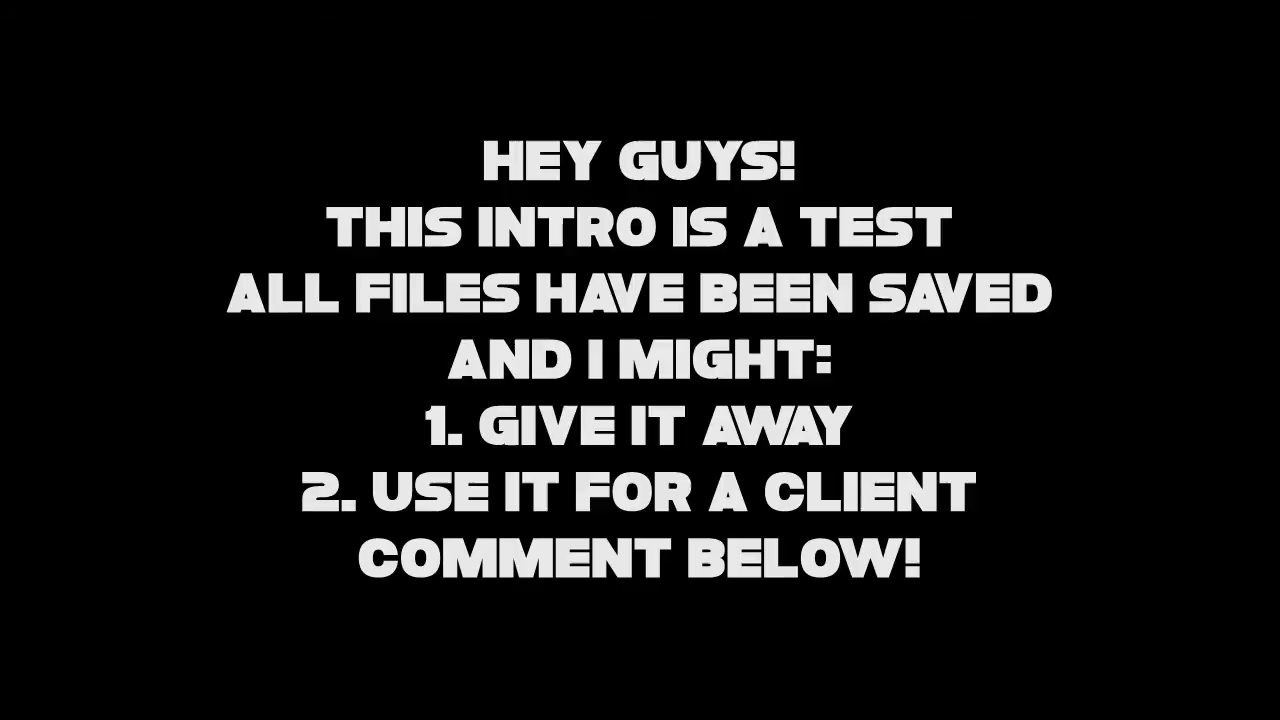 HEY GUYS!
THIS INTRO IS A TEST
ALL FILES HAVE BEEN SAVED
AND I MIGHT:
1. GIVE IT AWAY
2. USE IT FOR A CLIENT
COMMENT BELOW!